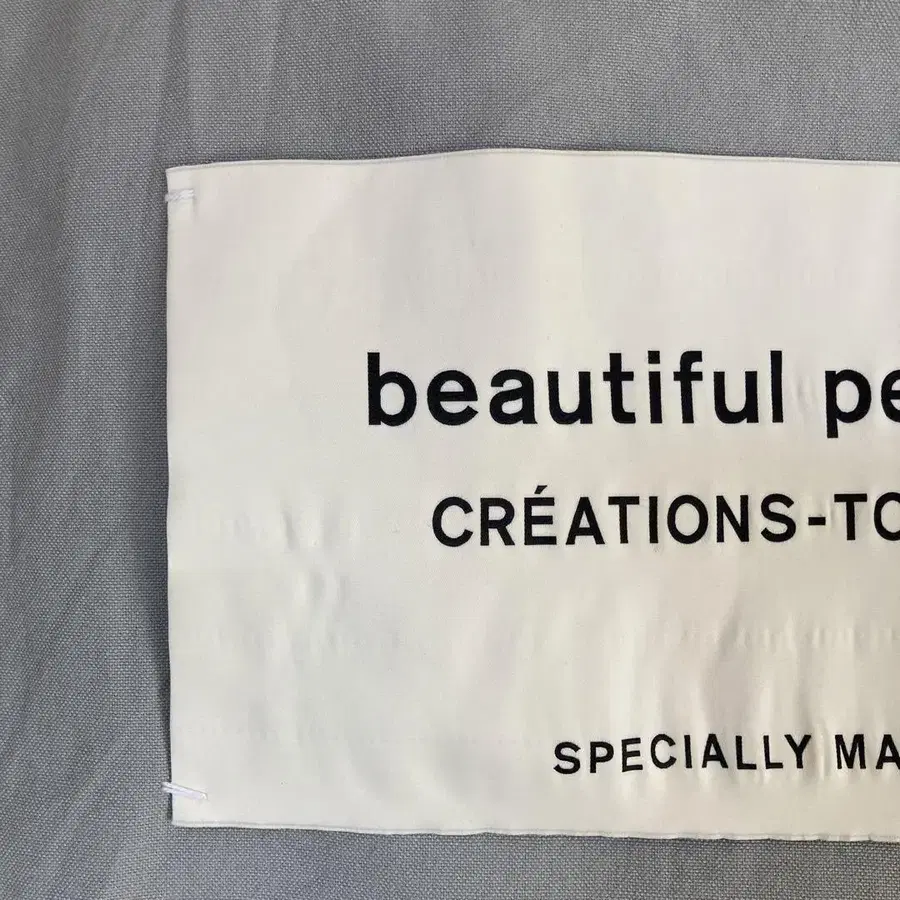 beautiful pe
CRÉATIONS-TO
SPECIALLY MA